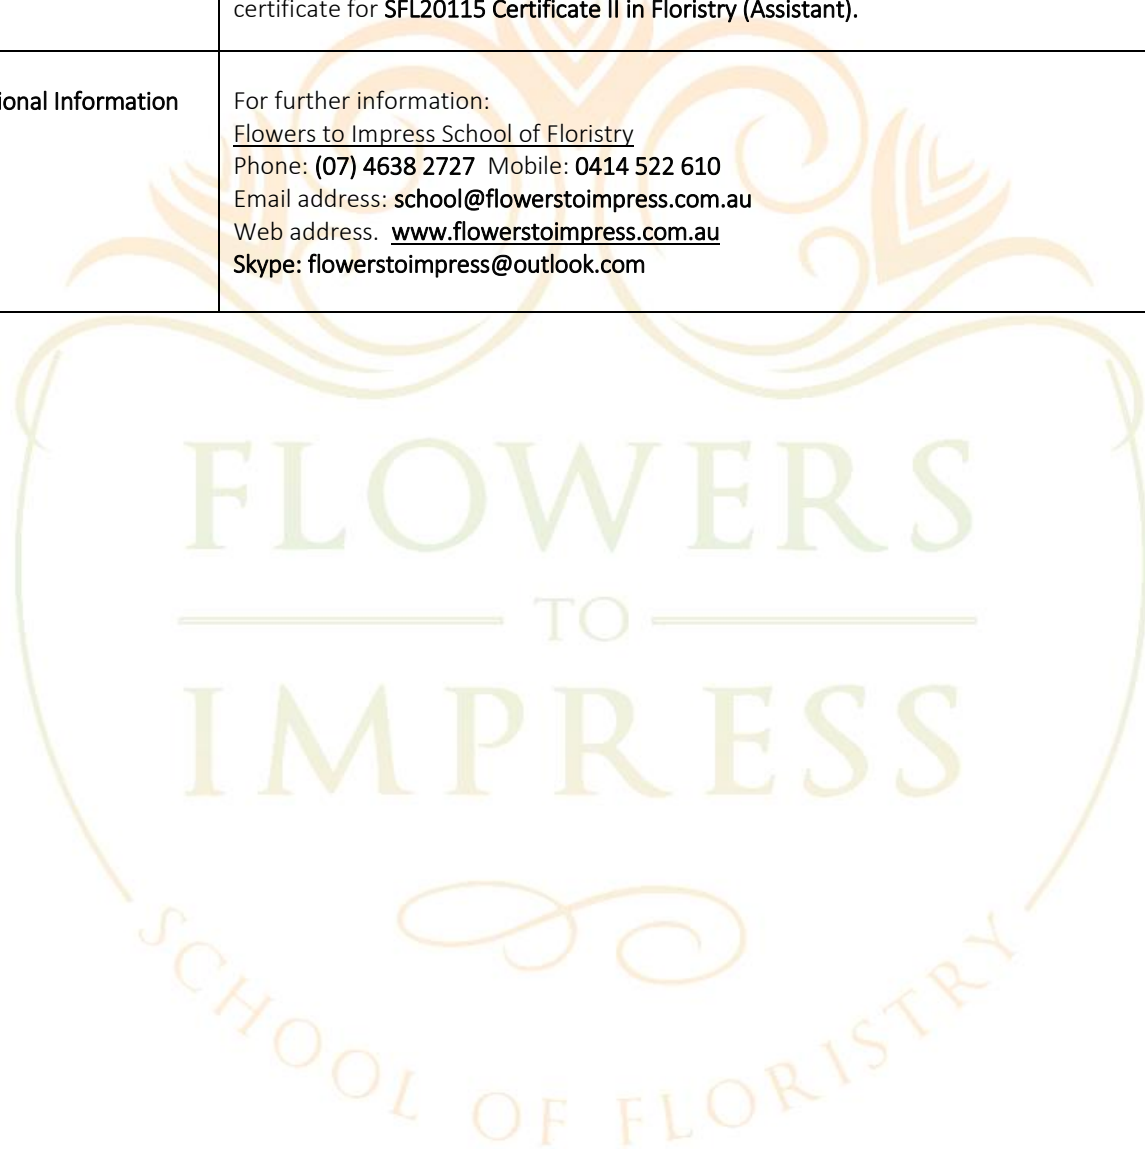 certificate for SFL20115 Certificate II in Floristry (Assistant).
ional Information
For further information:
Flowers to Impress School of Floristry
Phone: (07) 4638 2727 Mobile: 0414 522 610
Email address: school@flowerstoimpress.com.au
Web address. www.flowerstoimpress.com.au
Skype: flowerstoimpress@outlook.com
FLOWERS
TO
IMPRESS
SCHOOL OF FLORISTRY